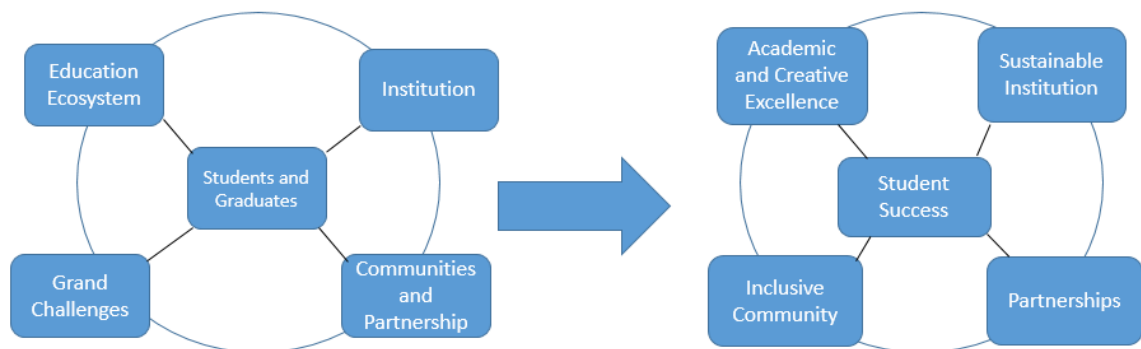 Education
Ecosystem
Institution
Students and
Graduates
Grand
Challenges
Communities
and
Partnership
Academic
and Creative
Excellence
Sustainable
Institution
Student
Success
Inclusive
Community
Partnerships